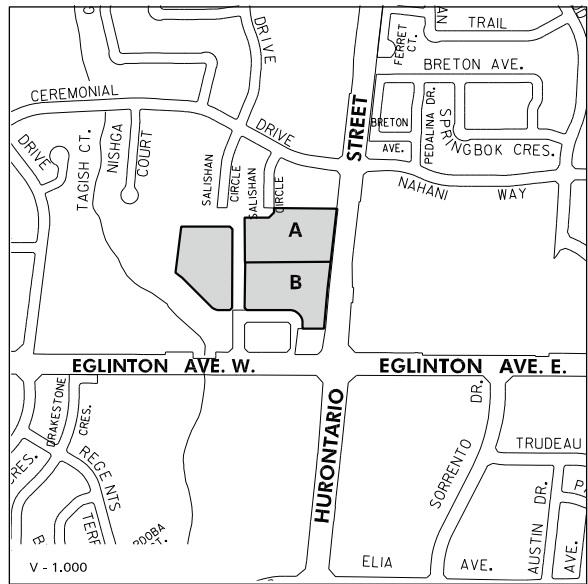 TRAIL
DRIVE
FERRET
CT.
BRETON AVE.
CEREMONIAL
DRIVE
STREET
BRETON
AVE.
PEDALINA DR.
SPRINGBOK CRES.
DRIVE
TAGISH CT.
NISHGA
COURT
SALISHAN
CIRCLE
SALISHAN
CIRCLE
NAHANI WAY
A
B
EGLINTON AVE. W.
EGLINTON AVE. E.
DRAKESTONE
CRES.
HURONTARIO
SORRENTO DR.
TRUDEAU
CRES.
REGENTS
AUSTIN DR.
AVE.
ELIA AVE.
V - 1.000